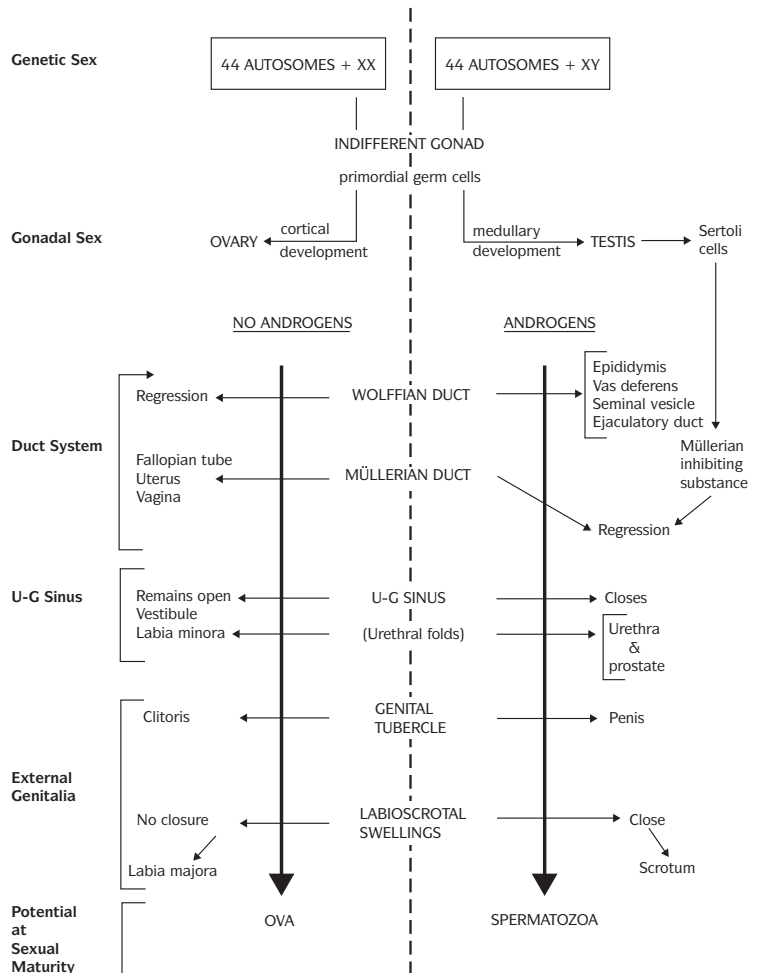 Genetic Sex
44 AUTOSOMES + XX
44 AUTOSOMES + XY
INDIFFERENT GONAD
primordial germ cells
Gonadal Sex
OVARY
cortical
development
medullary
development
TESTIS
Sertoli
cells
NO ANDROGENS
ANDROGENS
Duct System
Regression
WOLFFIAN DUCT
Epididymis
Vas deferens
Seminal vesicle
Ejaculatory duct
Fallopian tube
Uterus
Vagina
MÜLLERIAN DUCT
Müllerian
inhibiting
substance
Regression
U-G Sinus
Remains open
Vestibule
Labia minora
U-G SINUS
(Urethral folds)
Closes
Urethra
&
prostate
External
Genitalia
Clitoris
GENITAL
TUBERCLE
Penis
No closure
Labia majora
LABIOSCROTAL
SWELLINGS
Close
Scrotum
Potential
at
Sexual
Maturity
OVA
SPERMATOZOA